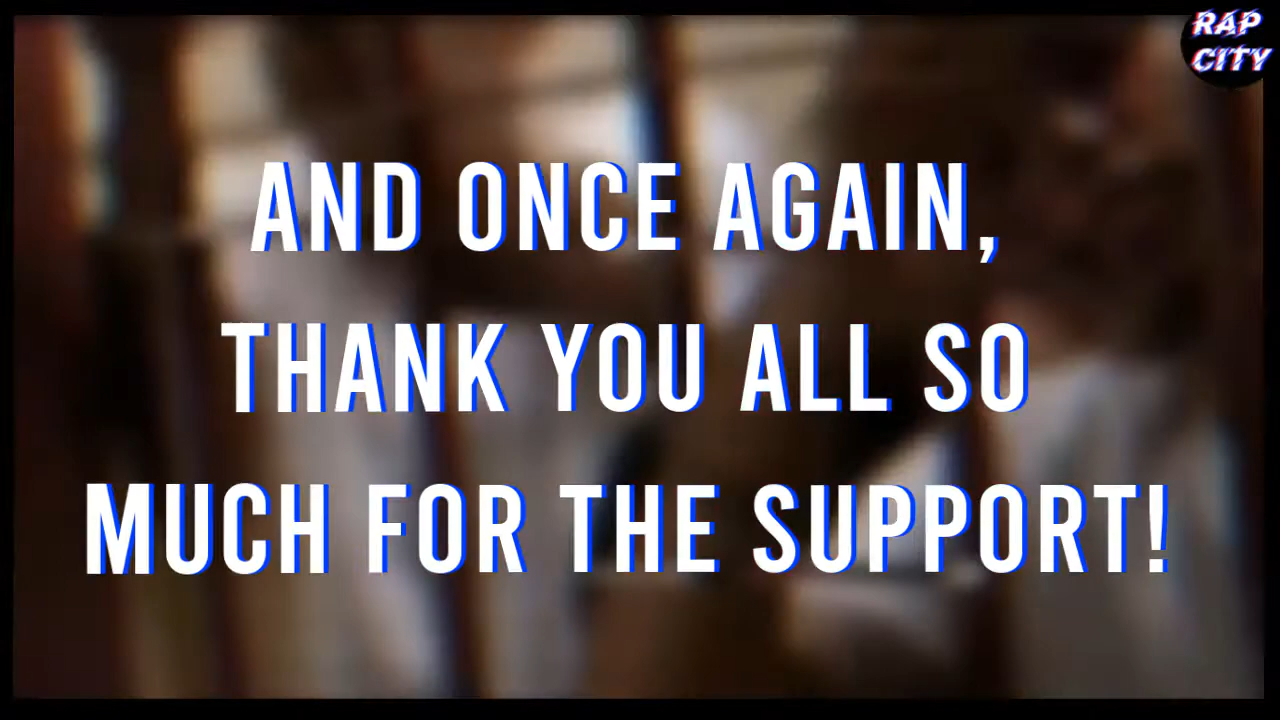 RAP
CITY
AND ONCE AGAIN,
THANK YOU ALL SO
MUCH FOR THE SUPPORT!